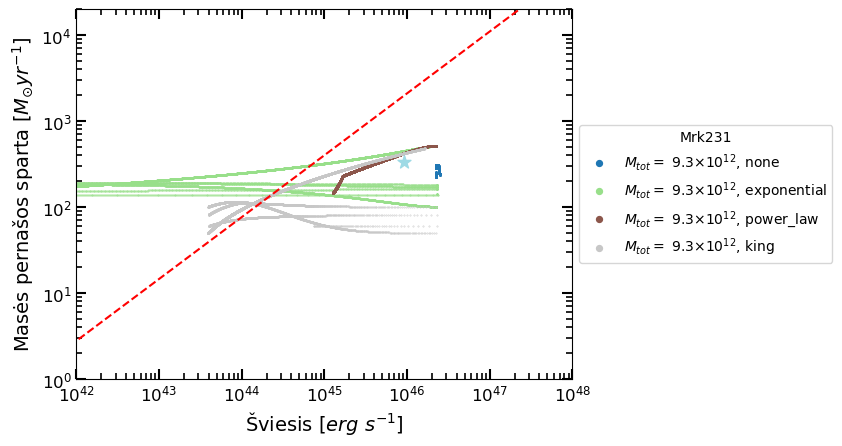 10^4
10^3
10^2
10^1
10^0
Masės pernašos sparta [M_⊙yr^{-1}]
10^42 10^43 10^44 10^45 10^46 10^47 10^48
Šviesis [erg s^{-1}]
Mrk231
M_tot = 9.3×10^12, none
M_tot = 9.3×10^12, exponential
M_tot = 9.3×10^12, power_law
M_tot = 9.3×10^12, king